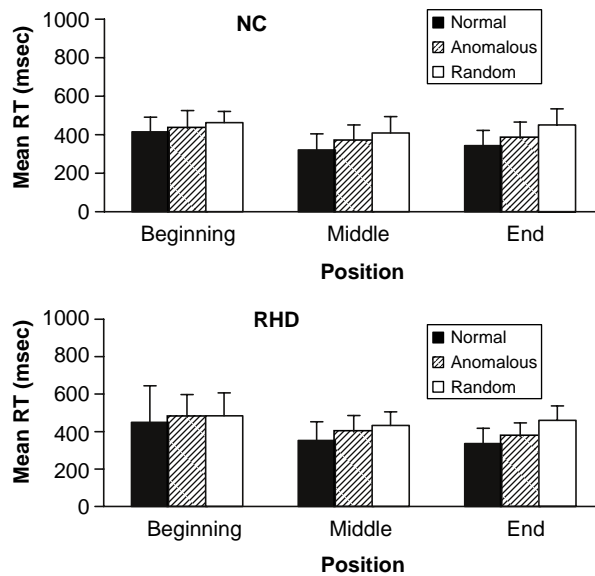 NC
Normal
Anomalous
Random
Mean RT (msec)
1000
800
600
400
200
0
Beginning Middle End
Position
RHD
Normal
Anomalous
Random
Mean RT (msec)
1000
800
600
400
200
0
Beginning Middle End
Position